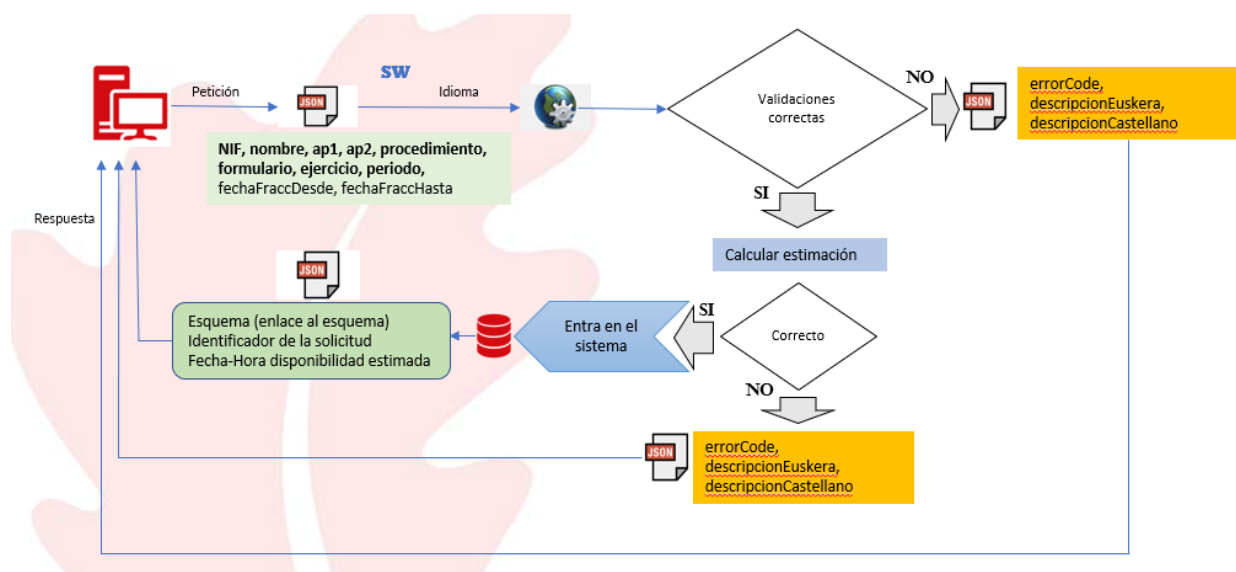 SW
Petición
JSON
Idioma
NIF, nombre, ap1, ap2, procedimiento,
formulario, ejercicio, periodo,
fechaFraccDesde, fechaFraccHasta
Validaciones
correctas
NO
JSON
errorCode,
descripcionEuskera,
descripcionCastellano
SI
Respuesta
Calcular estimación
JSON
Esquema (enlace al esquema)
Identificador de la solicitud
Fecha-Hora disponibilidad estimada
Entra en el
sistema
SI
Correcto
NO
JSON
errorCode,
descripcionEuskera,
descripcionCastellano